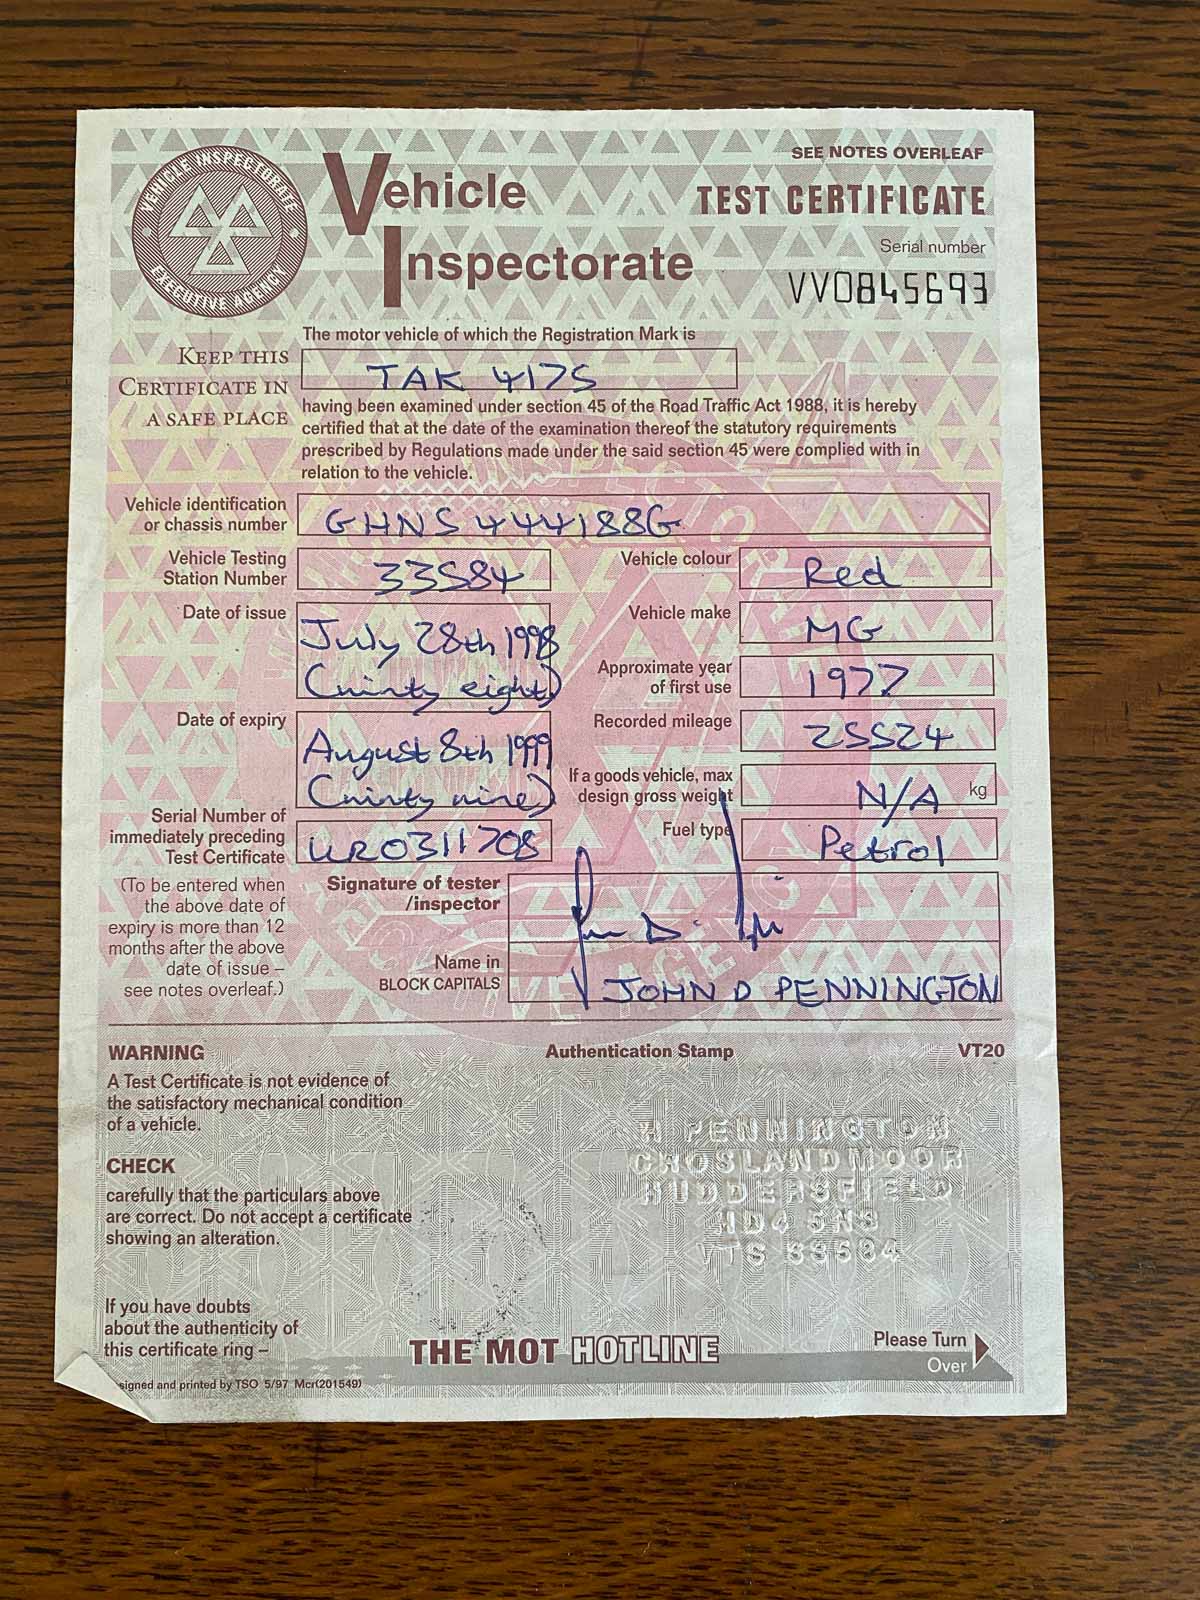 VEHICLE INSPECTORATE
EXECUTIVE AGENCY
Vehicle
Inspectorate
SEE NOTES OVERLEAF
TEST CERTIFICATE
Serial number
VV0845693
KEEP THIS
CERTIFICATE IN
A SAFE PLACE
The motor vehicle of which the Registration Mark is
TAK 417S
having been examined under section 45 of the Road Traffic Act 1988, it is hereby
certified that at the date of the examination thereof the statutory requirements
prescribed by Regulations made under the said section 45 were complied with in
relation to the vehicle.
Vehicle identification
or chassis number
GHN5 444188G
Vehicle Testing
Station Number
33584
Vehicle colour
Red
Date of issue
July 28th 1998
(ninty eight)
Vehicle make
MG
Approximate year
of first use
1977
Date of expiry
August 8th 1999
(ninty nine)
Recorded mileage
25524
If a goods vehicle, max
design gross weight
N/A kg
Serial Number of
immediately preceding
Test Certificate
UR0311708
Fuel type
Petrol
(To be entered when
the above date of
expiry is more than 12
months after the above
date of issue –
see notes overleaf.)
Signature of tester
/inspector
Name in
BLOCK CAPITALS
JOHN D PENNINGTON
WARNING
A Test Certificate is not evidence of
the satisfactory mechanical condition
of a vehicle.
Authentication Stamp
VT20
H PENNINGTON
CROSLANDMOOR
HUDDERSFIELD
HD4 5NS
VTS 33584
CHECK
carefully that the particulars above
are correct. Do not accept a certificate
showing an alteration.
If you have doubts
about the authenticity of
this certificate ring –
THE MOT HOTLINE
Please Turn
Over
signed and printed by TSO 5/97 Mcr(201549)